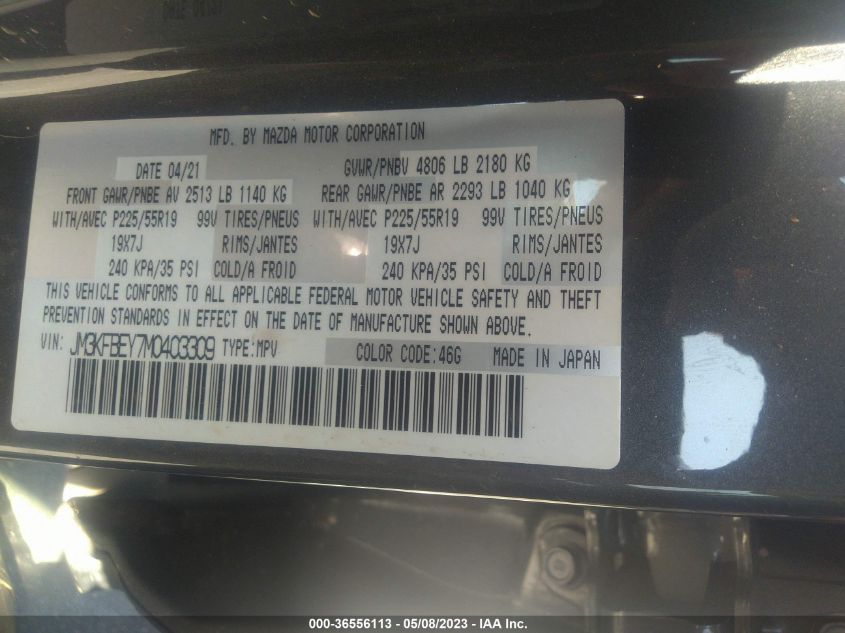 MFD. BY MAZDA MOTOR CORPORATION
DATE 04/21 GVWR/PNBV 4806 LB 2180 KG
FRONT GAWR/PNBE AV 2513 LB 1140 KG REAR GAWR/PNBE AR 2293 LB 1040 KG
WITH/AVEC P225/55R19 99V TIRES/PNEUS WITH/AVEC P225/55R19 99V TIRES/PNEUS
19X7J RIMS/JANTES 19X7J RIMS/JANTES
240 KPA/35 PSI COLD/A FROID 240 KPA/35 PSI COLD/A FROID
THIS VEHICLE CONFORMS TO ALL APPLICABLE FEDERAL MOTOR VEHICLE SAFETY AND THEFT
PREVENTION STANDARDS IN EFFECT ON THE DATE OF MANUFACTURE SHOWN ABOVE.
VIN: JM3KFBEY7M0403309 TYPE:MPV COLOR CODE:46G MADE IN JAPAN
000-36556113 - 05/08/2023 - IAA Inc.